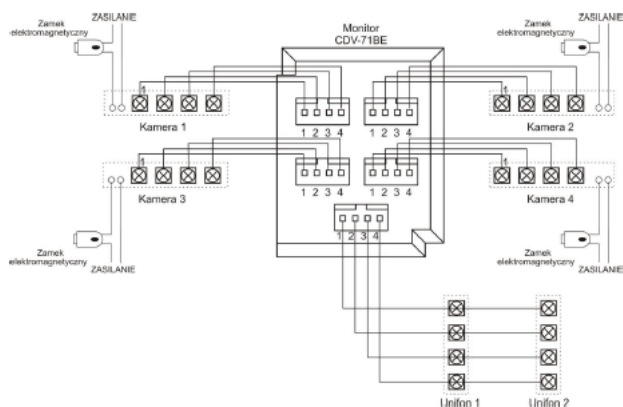 Zamek
elektromagnetyczny
ZASILANIE
Monitor
CDV-71BE
Zamek
elektromagnetyczny
ZASILANIE
1
1
Kamera 1
1 2 3 4
Kamera 2
1
1
Kamera 3
1 2 3 4
1 2 3 4
Kamera 4
1 2 3 4
Zamek
elektromagnetyczny
ZASILANIE
Zamek
elektromagnetyczny
ZASILANIE
1 2 3 4
Unifon 1
Unifon 2